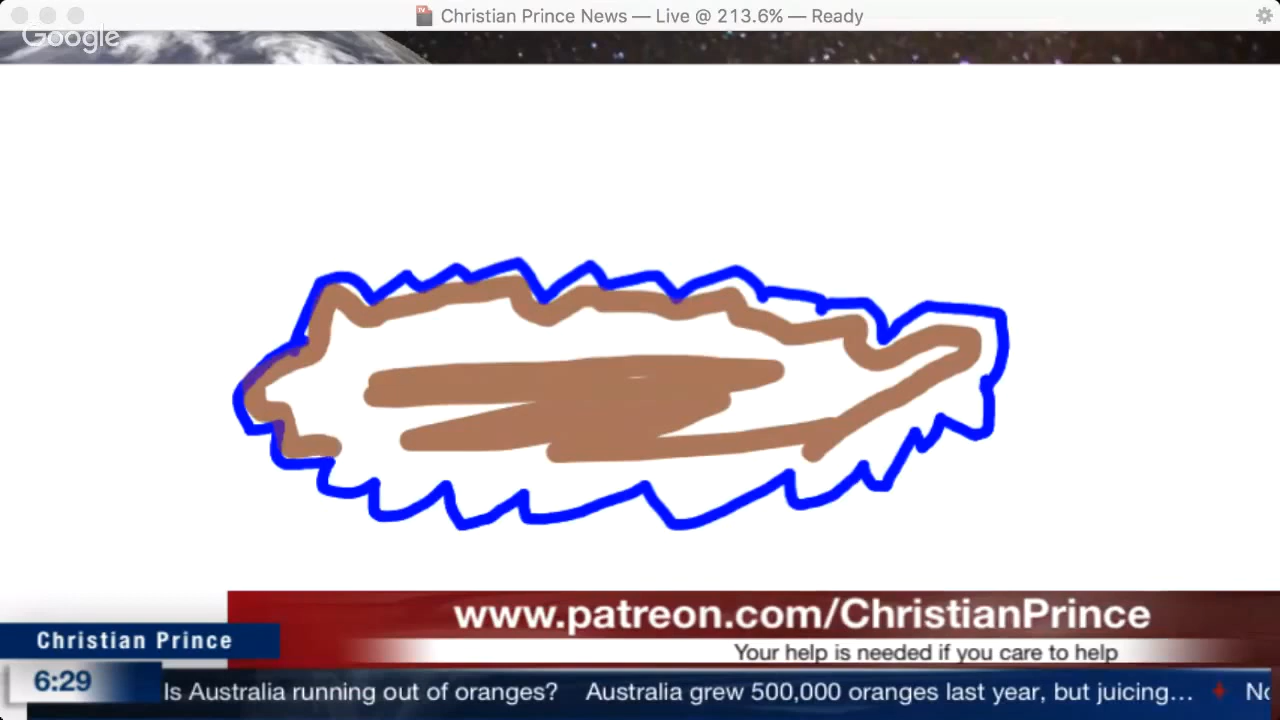 Christian Prince News — Live @ 213.6% — Ready
Google
www.patreon.com/ChristianPrince
Your help is needed if you care to help
Christian Prince
6:29
Is Australia running out of oranges? Australia grew 500,000 oranges last year, but juicing...